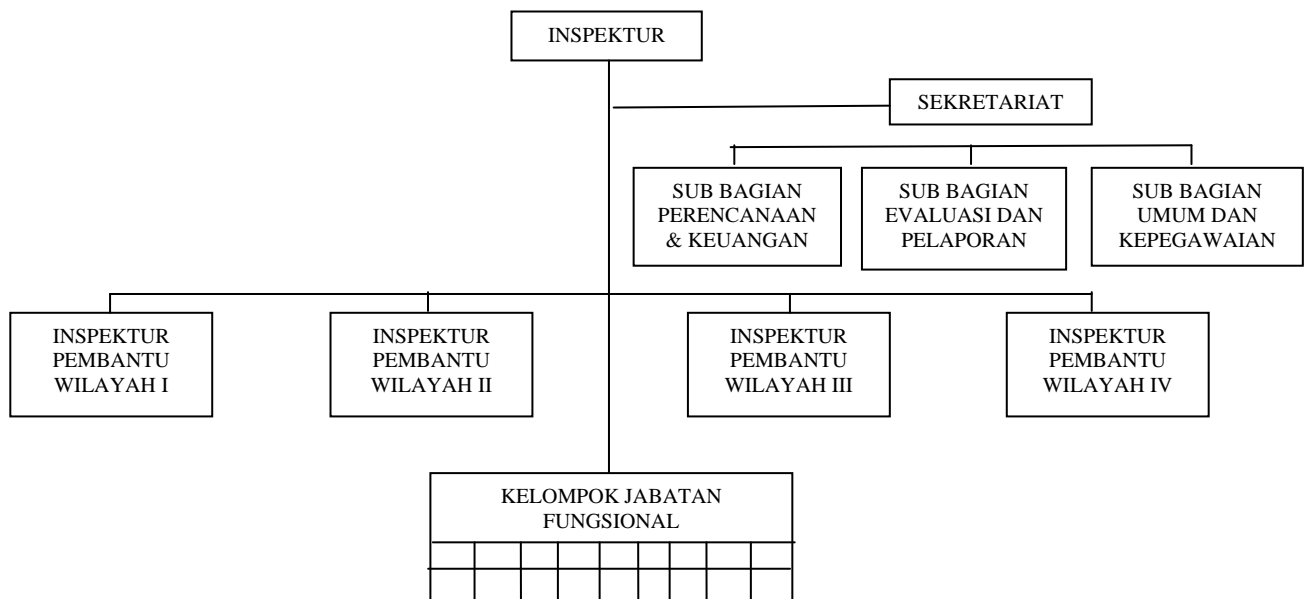 INSPEKTUR
SEKRETARIAT
SUB BAGIAN
PERENCANAAN
& KEUANGAN
SUB BAGIAN
EVALUASI DAN
PELAPORAN
SUB BAGIAN
UMUM DAN
KEPEGAWAIAN
INSPEKTUR
PEMBANTU
WILAYAH I
INSPEKTUR
PEMBANTU
WILAYAH II
INSPEKTUR
PEMBANTU
WILAYAH III
INSPEKTUR
PEMBANTU
WILAYAH IV
KELOMPOK JABATAN
FUNGSIONAL